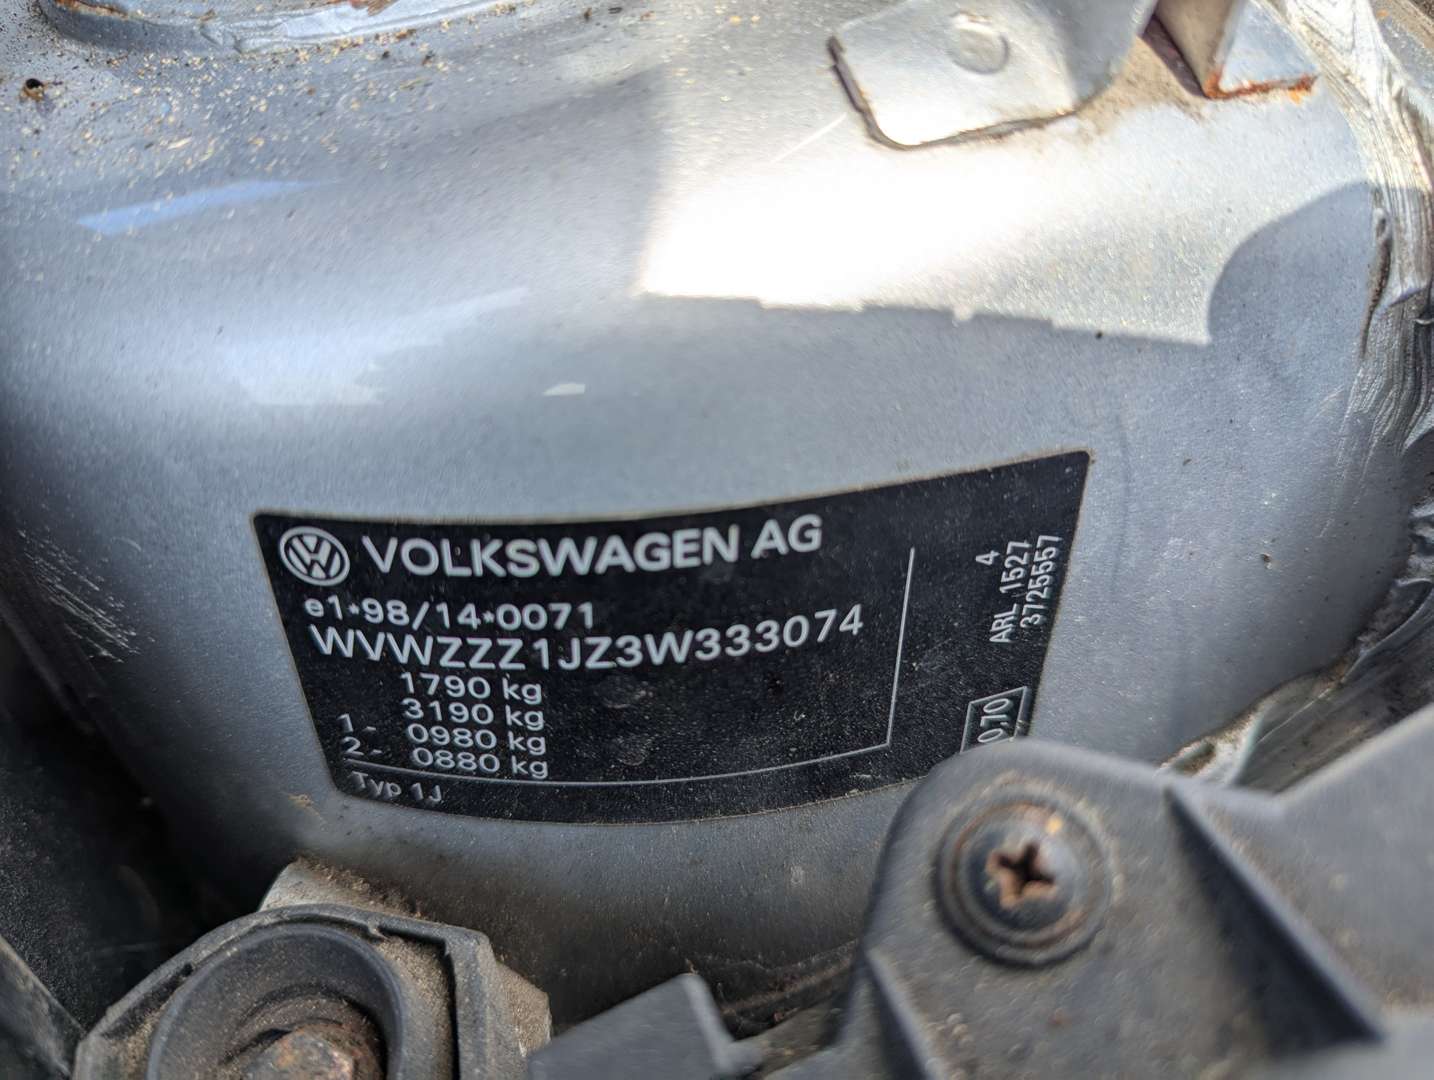 VOLKSWAGEN AG
e1*98/14*0071
WVWZZZ1JZ3W333074
1790 kg
3190 kg
1- 0980 kg
2- 0880 kg
Typ 1J
4
ARL 1527
3725557
0,70